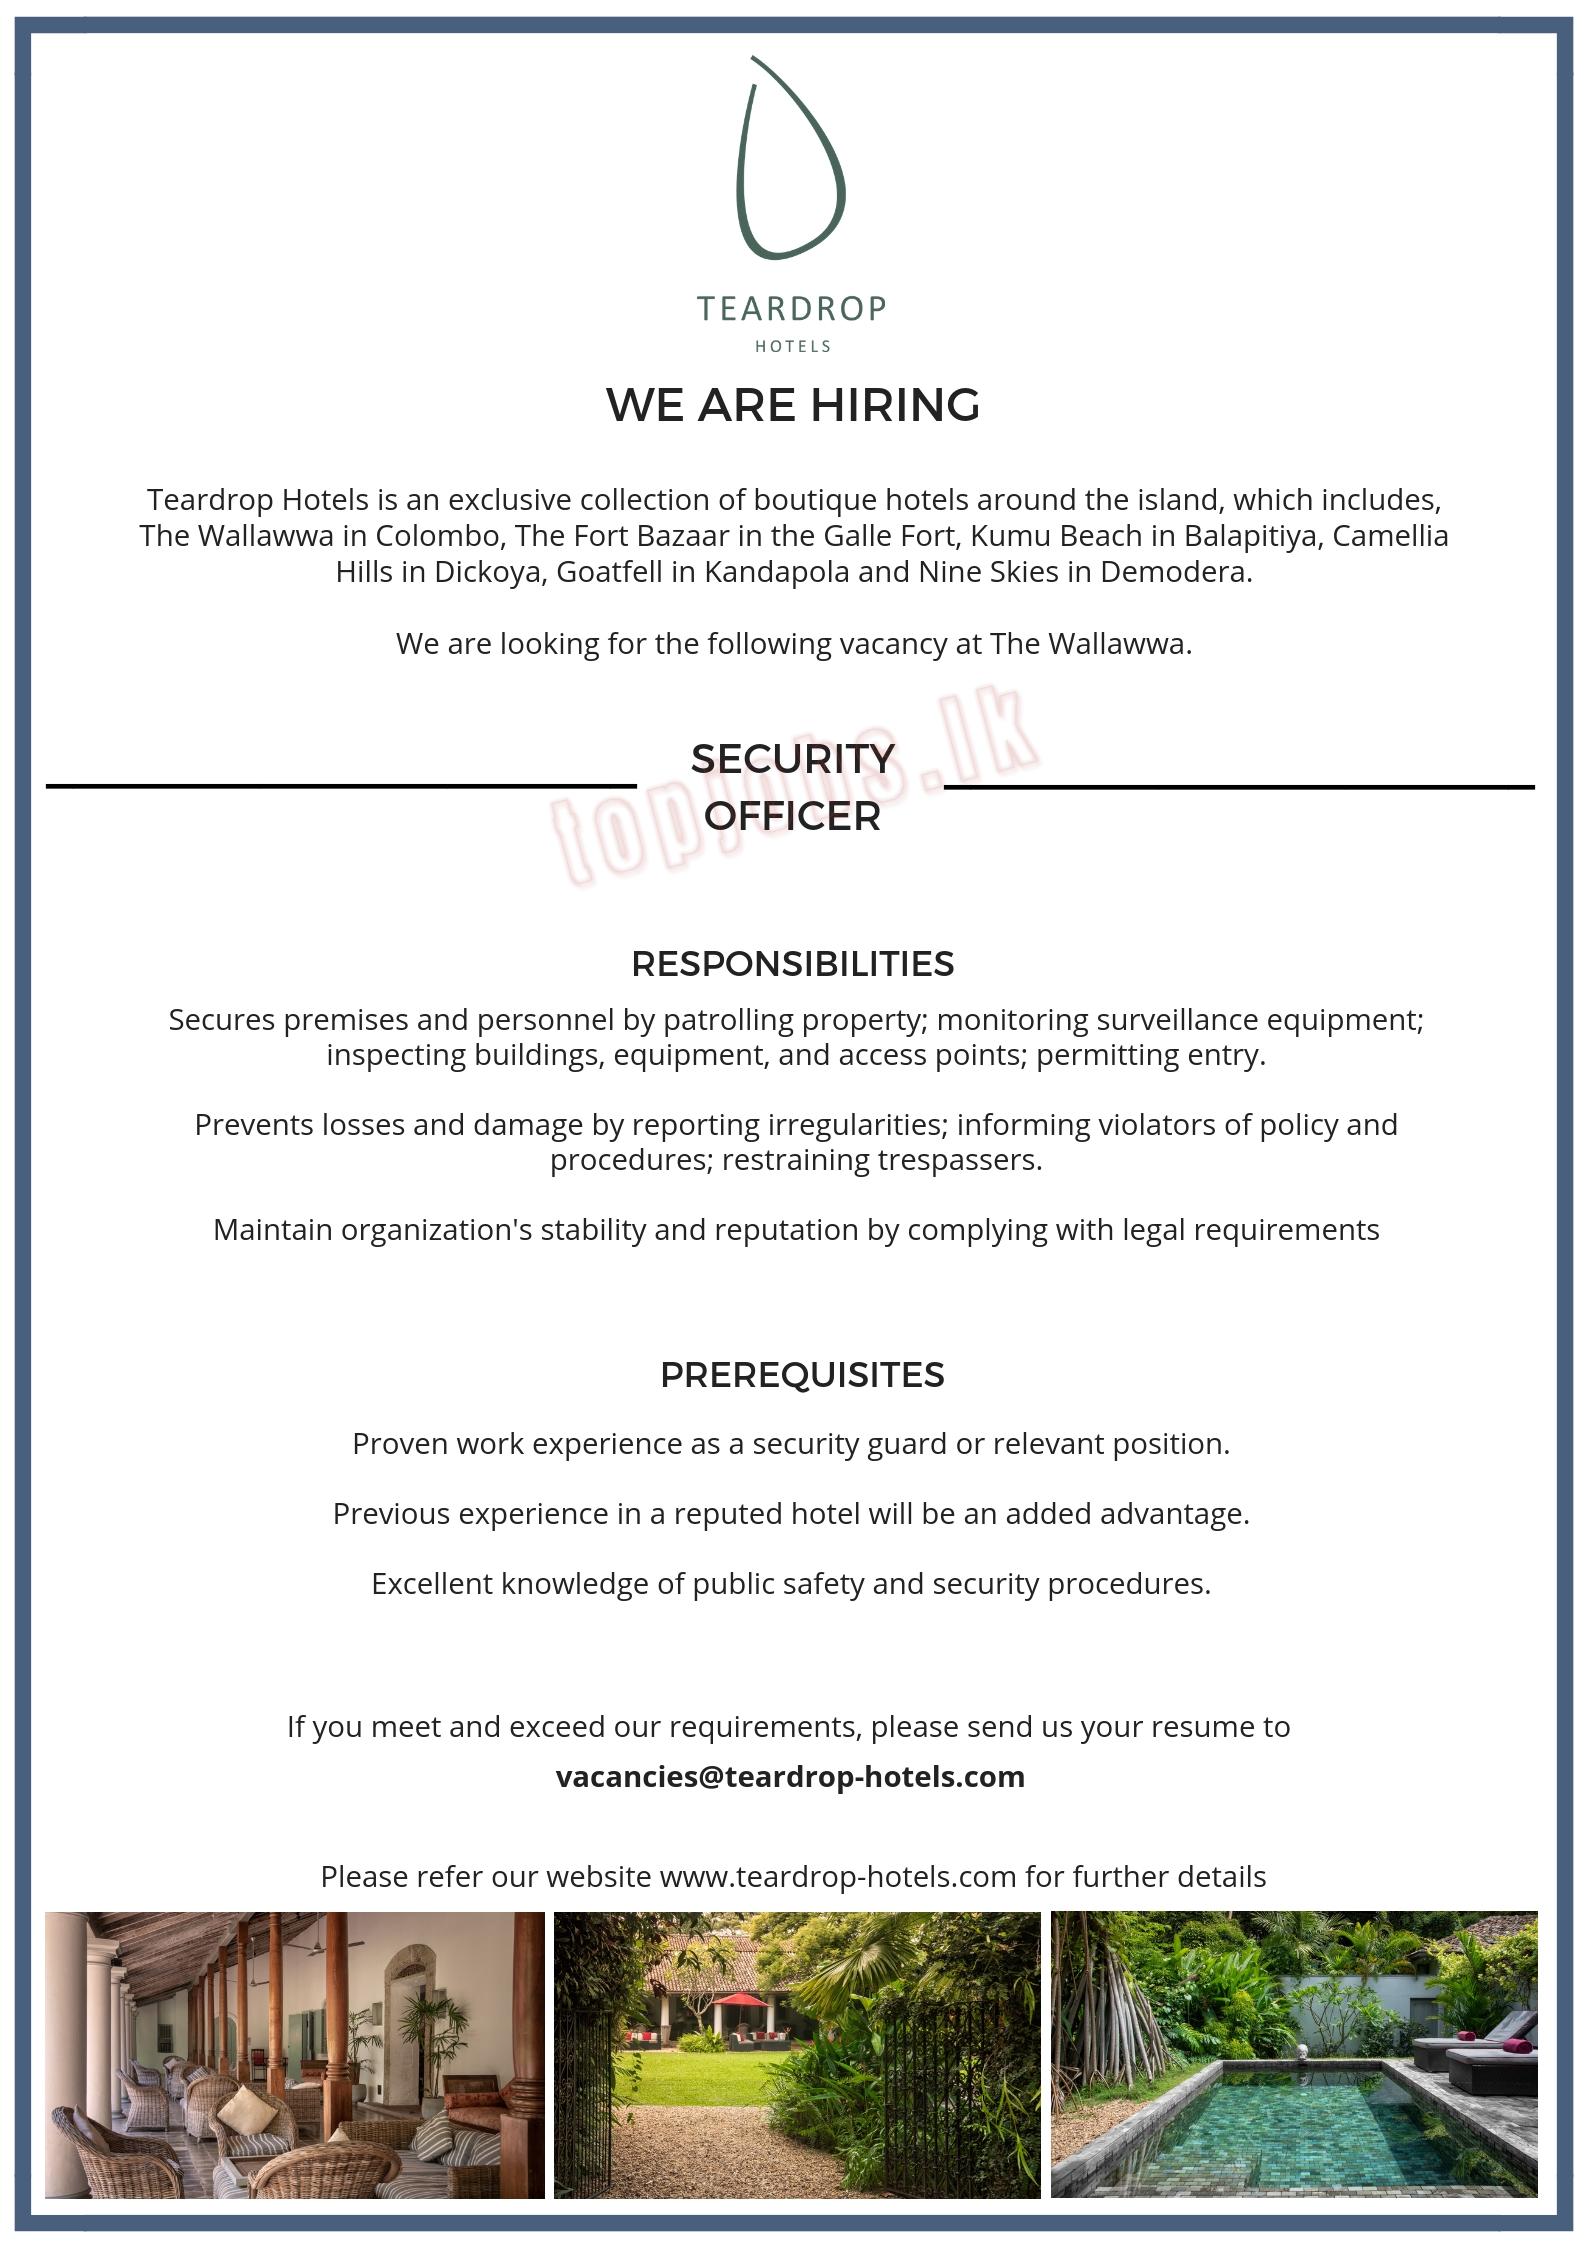 TEARDROP
HOTELS
WE ARE HIRING
Teardrop Hotels is an exclusive collection of boutique hotels around the island, which includes,
The Wallawwa in Colombo, The Fort Bazaar in the Galle Fort, Kumu Beach in Balapitiya, Camellia
Hills in Dickoya, Goatfell in Kandapola and Nine Skies in Demodera.
We are looking for the following vacancy at The Wallawwa.
topjobs.lk
SECURITY
OFFICER
RESPONSIBILITIES
Secures premises and personnel by patrolling property; monitoring surveillance equipment;
inspecting buildings, equipment, and access points; permitting entry.
Prevents losses and damage by reporting irregularities; informing violators of policy and
procedures; restraining trespassers.
Maintain organization's stability and reputation by complying with legal requirements
PREREQUISITES
Proven work experience as a security guard or relevant position.
Previous experience in a reputed hotel will be an added advantage.
Excellent knowledge of public safety and security procedures.
If you meet and exceed our requirements, please send us your resume to
vacancies@teardrop-hotels.com
Please refer our website www.teardrop-hotels.com for further details